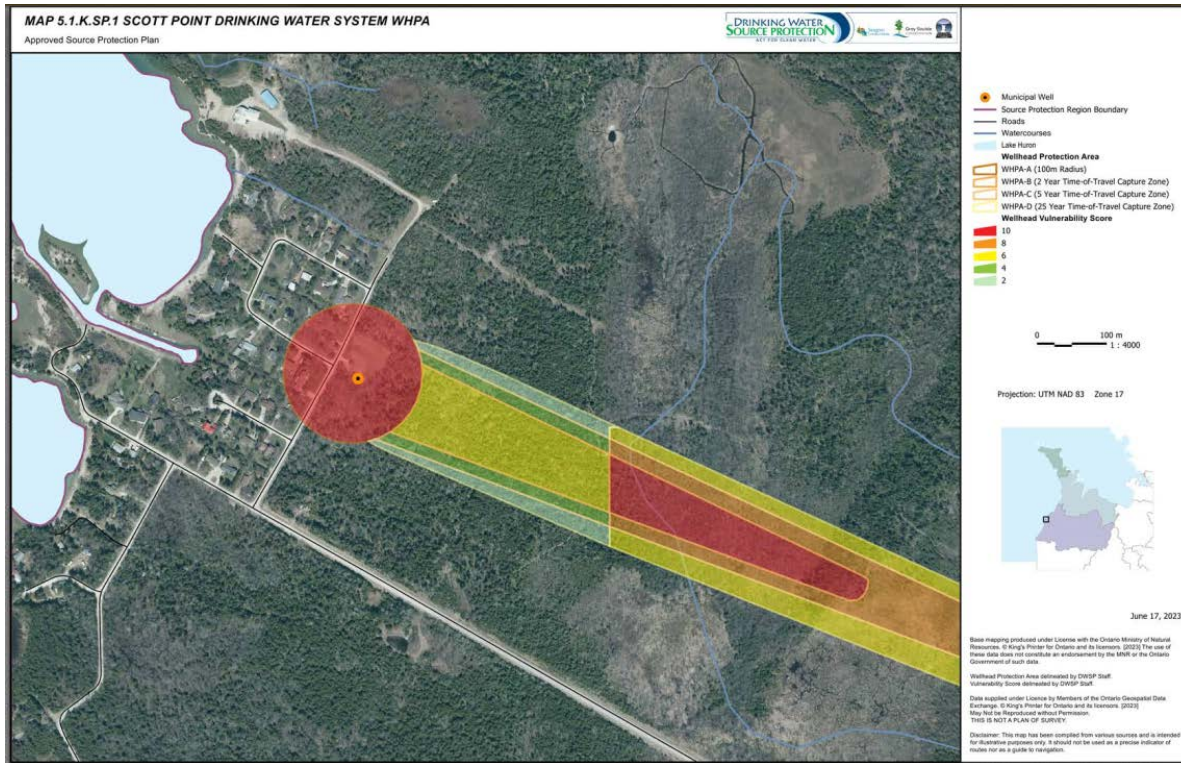 MAP 5.1.K.SP.1 SCOTT POINT DRINKING WATER SYSTEM WHPA
Approved Source Protection Plan
DRINKING WATER
SOURCE PROTECTION
ACT FOR CLEAN WATER
Municipal Well
Source Protection Region Boundary
Roads
Watercourses
Lake Huron
Wellhead Protection Area
WHPA-A (100m Radius)
WHPA-B (2 Year Time-of-Travel Capture Zone)
WHPA-C (5 Year Time-of-Travel Capture Zone)
WHPA-D (25 Year Time-of-Travel Capture Zone)
Wellhead Vulnerability Score
10
8
6
4
2
0 100 m
1 : 4000
Projection: UTM NAD 83 Zone 17
June 17, 2023
Base mapping produced under License with the Ontario Ministry of Natural
Resources. © King's Printer for Ontario and its licensors. [2023] The use of
these data does not constitute an endorsement by the MNR or the Ontario
Government of such data.
Wellhead Protection Area delineated by DWSP Staff
Vulnerability Score delineated by DWSP Staff
Data supplied under Licence by Members of the Ontario Geospatial Data
Exchange. © King's Printer for Ontario and its licensors. [2023]
May Not be Reproduced without Permission.
THIS IS NOT A PLAN OF SURVEY.
Disclaimer: This map has been compiled from various sources and is intended
for illustrative purposes only. It should not be used as a precise indicator of
routes nor as a guide to navigation.